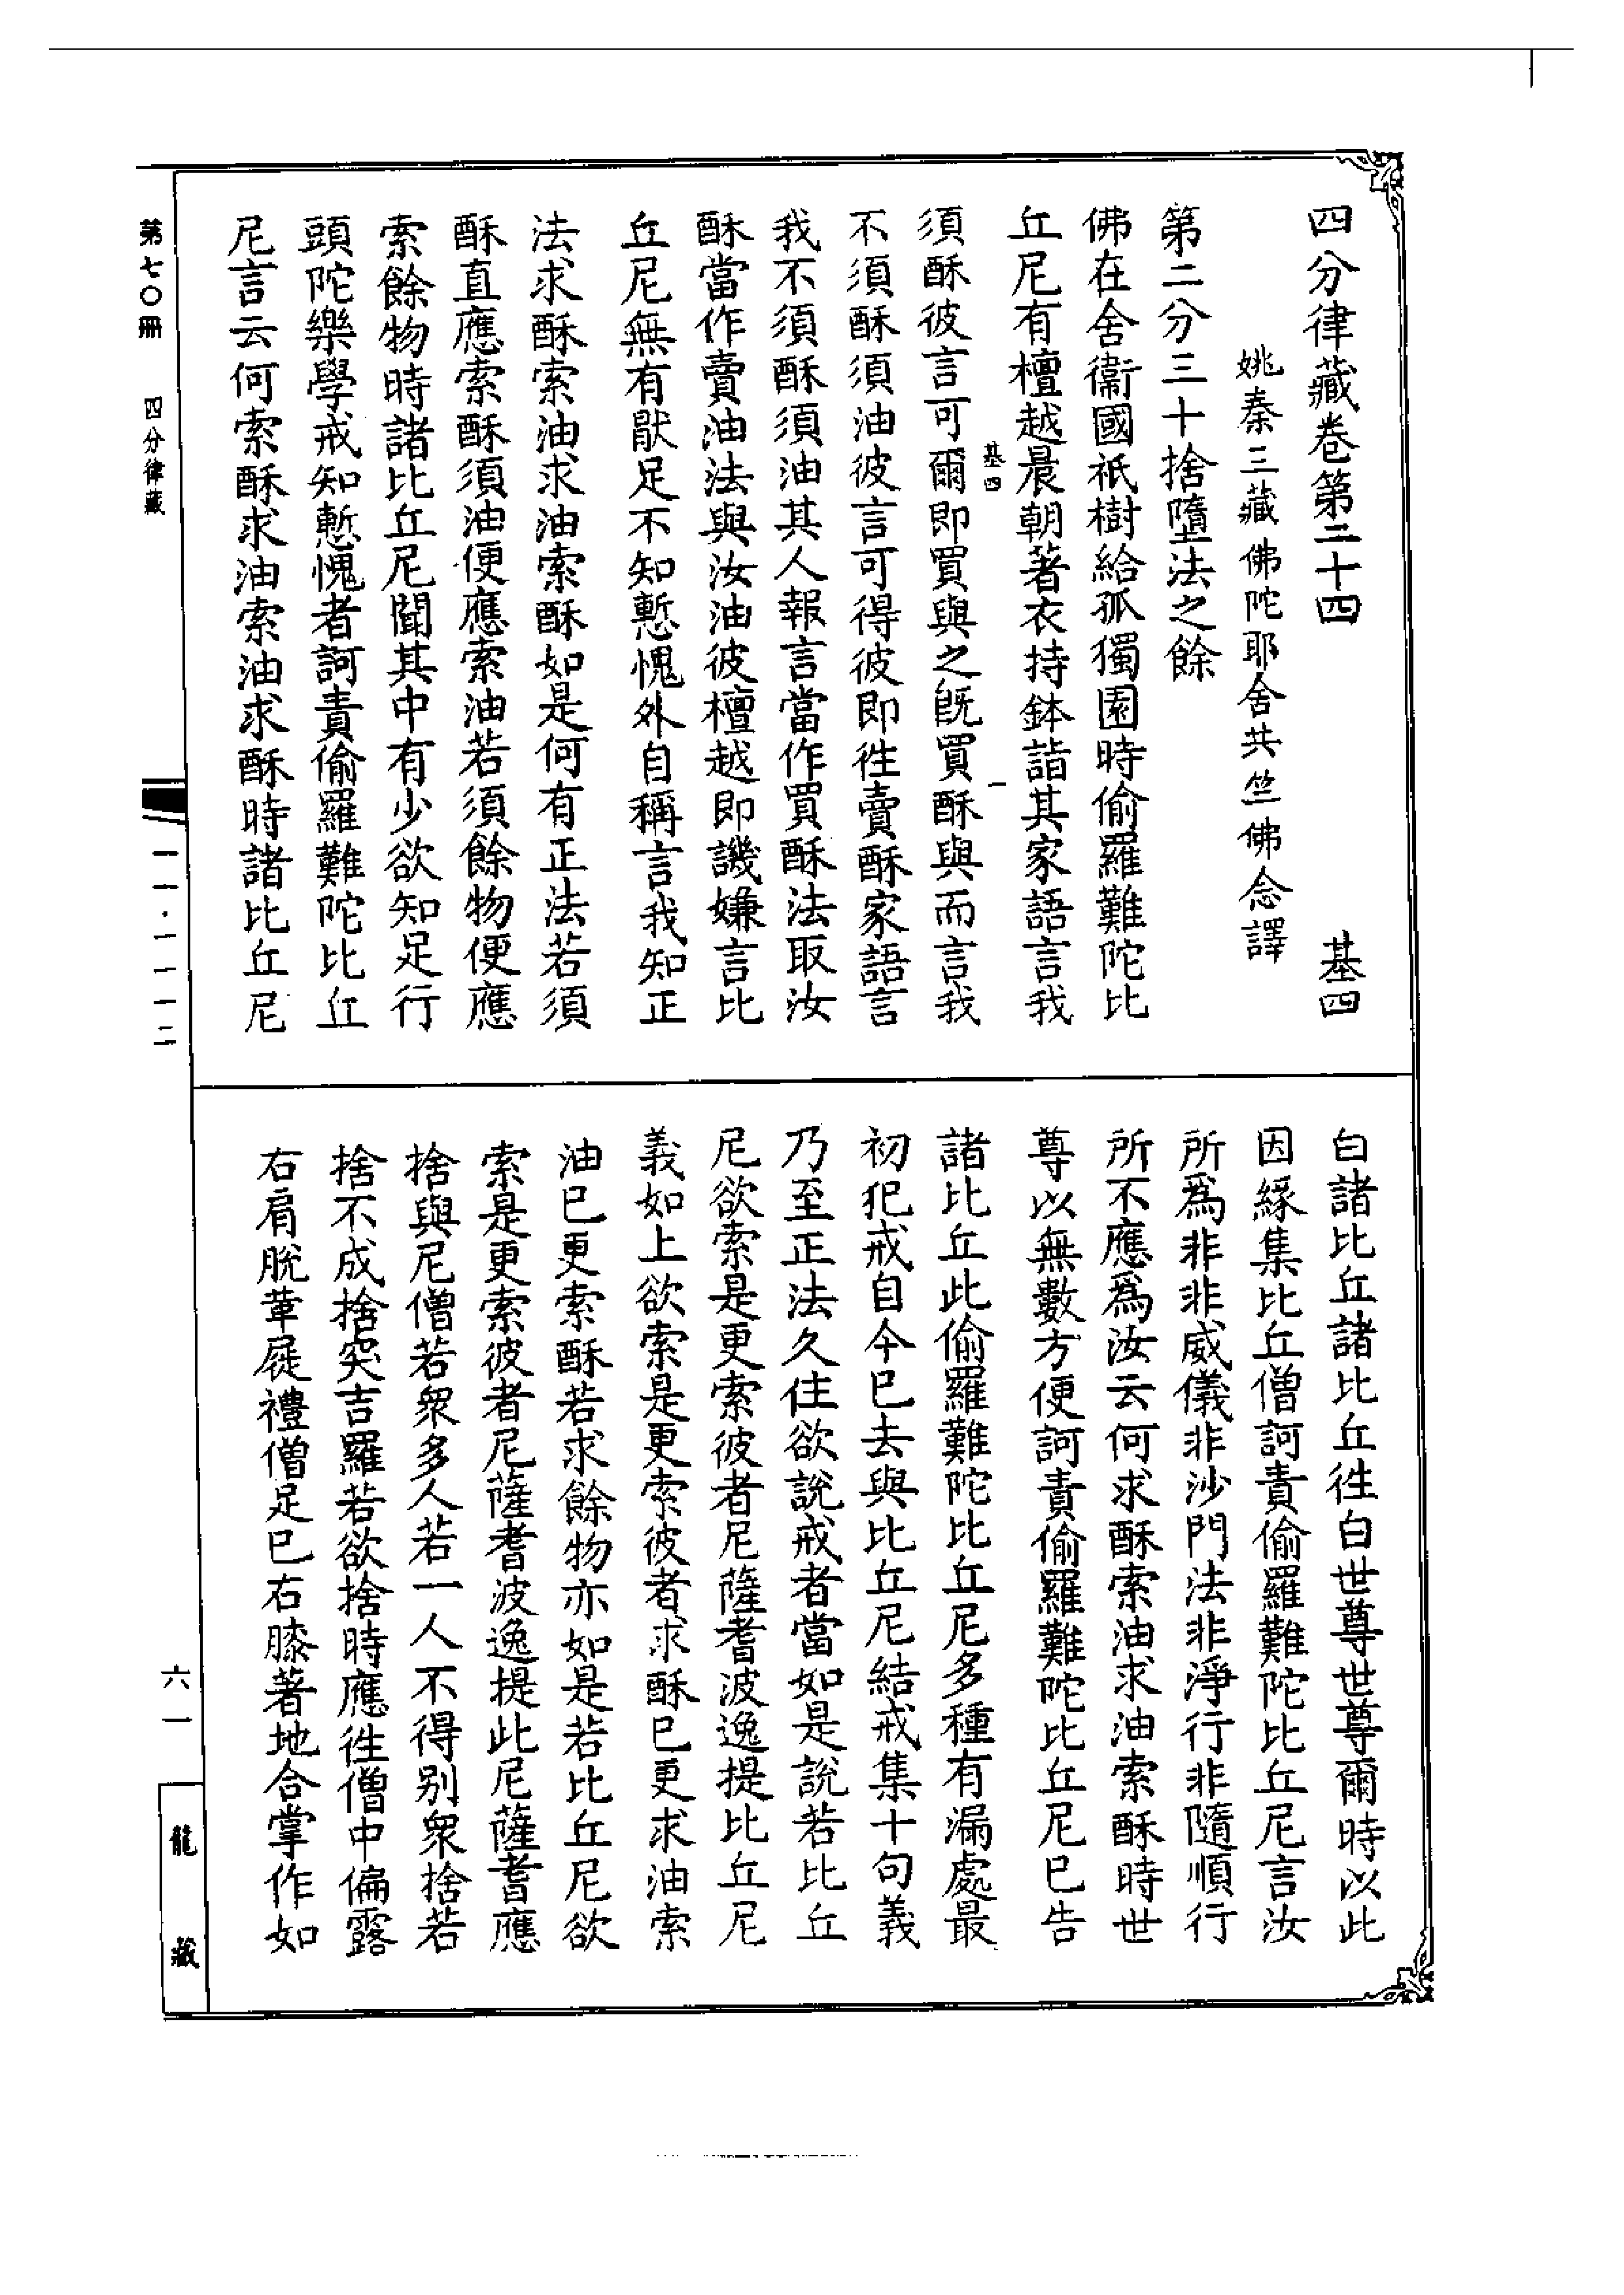 四分律藏卷第二十四　基四
姚秦三藏佛陀耶舍共竺佛念譯
第二分三十捨墮法之餘
佛在舍衞國祇樹給孤獨園時偷羅難陀比
丘尼有檀越晨朝著衣持鉢詣其家語言我
基四　一
須酥彼言可爾即買與之旣買酥與而言我
不須酥須油彼言可得彼即往賣酥家語言
我不須酥須油其人報言當作買酥法取汝
酥當作賣油法與汝油彼檀越即譏嫌言比
丘尼無有猒足不知慙愧外自稱言我知正
法求酥索油求油索酥如是何有正法若須
酥直應索酥須油便應索油若須餘物便應
索餘物時諸比丘尼聞其中有少欲知足行
頭陀樂學戒知慙愧者訶責偷羅難陀比丘
尼言云何索酥求油索油求酥時諸比丘尼
白諸比丘諸比丘往白世尊世尊爾時以此
因緣集比丘僧訶責偷羅難陀比丘尼言汝
所爲非非威儀非沙門法非淨行非隨順行
所不應爲汝云何求酥索油求油索酥時世
尊以無數方便訶責偷羅難陀比丘尼已告
諸比丘此偷羅難陀比丘尼多種有漏處最
初犯戒自今已去與比丘尼結戒集十句義
乃至正法久住欲說戒者當如是說若比丘
尼欲索是更索彼者尼薩耆波逸提比丘尼
義如上欲索是更索彼者求酥已更求油索
油已更索酥若求餘物亦如是若比丘尼欲
索是更索彼者尼薩耆波逸提此尼薩耆應
捨與尼僧若衆多人若一人不得別衆捨若
捨不成捨突吉羅若欲捨時應往僧中偏露
右肩脫革屣禮僧足已右膝著地合掌作如
第七〇冊　四分律藏
一一·一一一二
六一
龍藏